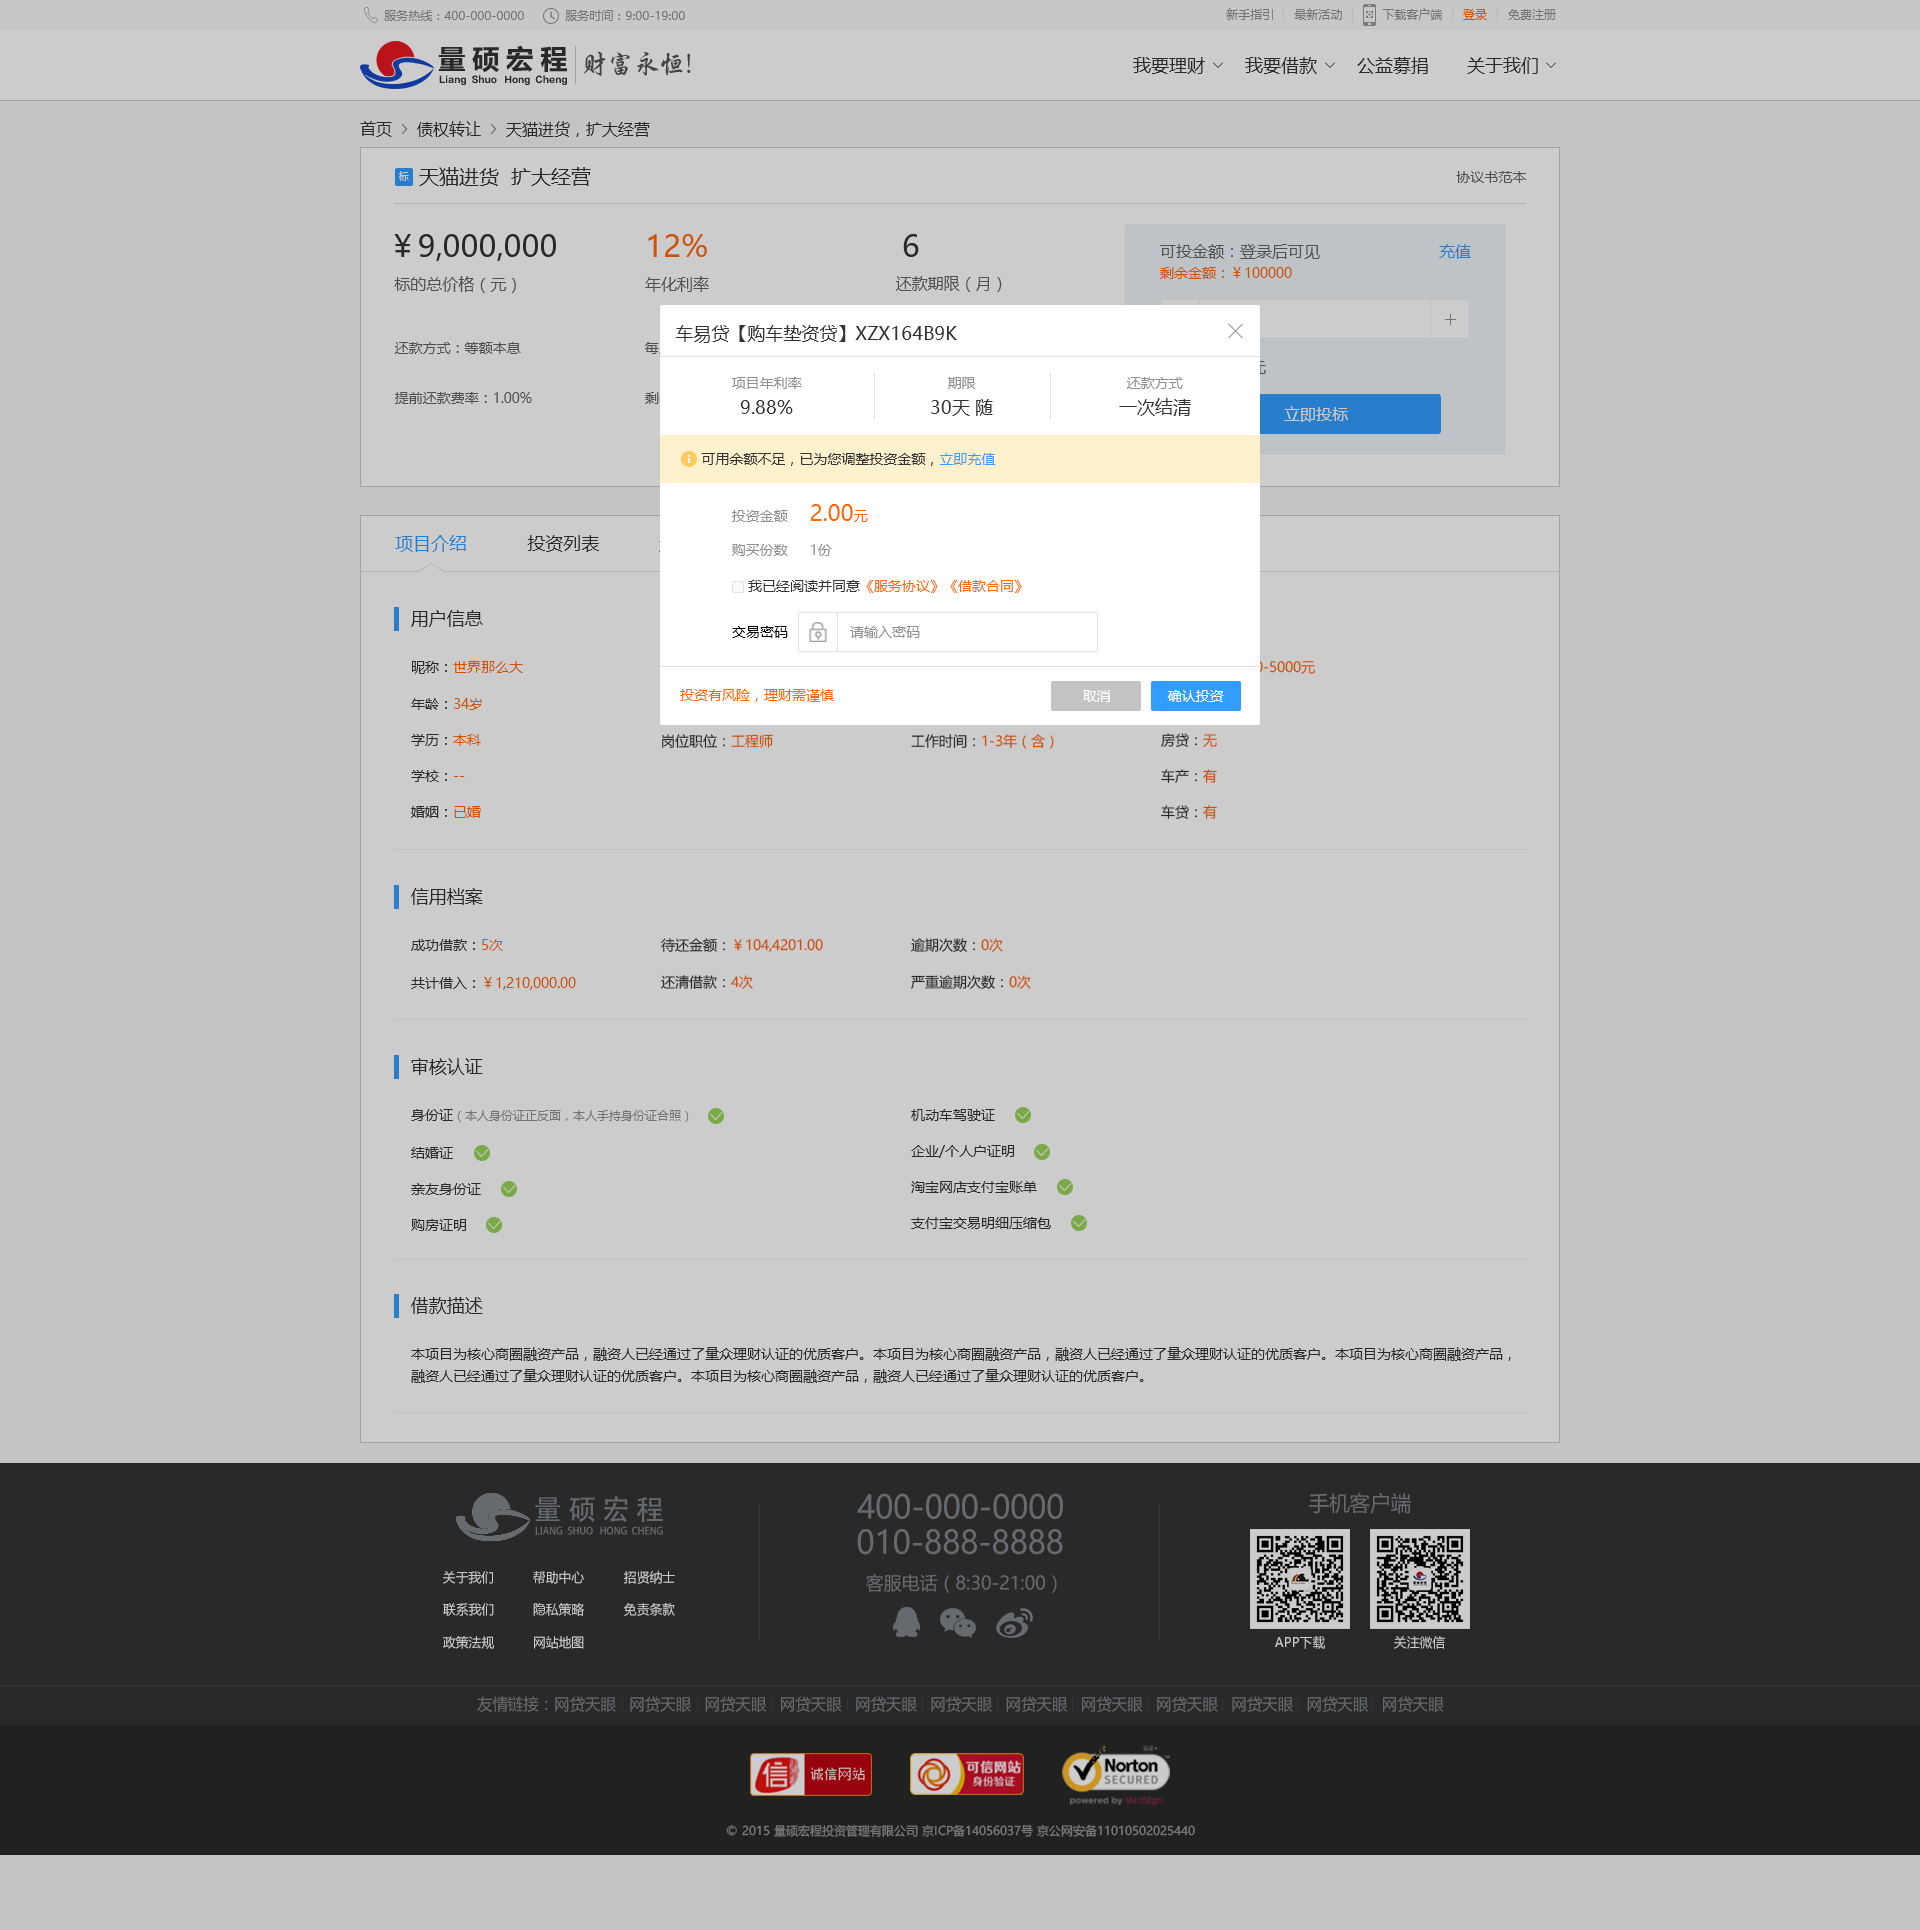 服务热线：400-000-0000 服务时间：9:00-19:00 新手指引 最新活动 下载客户端 登录 免费注册
量硕宏程 Liang Shuo Hong Cheng 财富永恒! 我要理财 我要借款 公益募捐 关于我们
首页 > 债权转让 > 天猫进货，扩大经营
标 天猫进货 扩大经营 协议书范本
¥9,000,000 12% 6
标的总价格（元） 年化利率 还款期限（月）
可投金额：登录后可见 充值
剩余金额：¥100000
+
还款方式：等额本息 每
元
提前还款费率：1.00% 剩
立即投标
车易贷【购车垫资贷】XZX164B9K
项目年利率 期限 还款方式
9.88% 30天 随 一次结清
可用余额不足，已为您调整投资金额，立即充值
投资金额 2.00元
购买份数 1份
我已经阅读并同意《服务协议》《借款合同》
交易密码 请输入密码
投资有风险，理财需谨慎 取消 确认投资
项目介绍 投资列表
用户信息
昵称：世界那么大 0-5000元
年龄：34岁
学历：本科 岗位职位：工程师 工作时间：1-3年（含） 房贷：无
学校：-- 车产：有
婚姻：已婚 车贷：有
信用档案
成功借款：5次 待还金额：¥104,4201.00 逾期次数：0次
共计借入：¥1,210,000.00 还清借款：4次 严重逾期次数：0次
审核认证
身份证（本人身份证正反面，本人手持身份证合照） 机动车驾驶证
结婚证 企业/个人户证明
亲友身份证 淘宝网店支付宝账单
购房证明 支付宝交易明细压缩包
借款描述
本项目为核心商圈融资产品，融资人已经通过了量众理财认证的优质客户。本项目为核心商圈融资产品，融资人已经通过了量众理财认证的优质客户。本项目为核心商圈融资产品，
融资人已经通过了量众理财认证的优质客户。本项目为核心商圈融资产品，融资人已经通过了量众理财认证的优质客户。
量硕宏程 LIANG SHUO HONG CHENG
关于我们 帮助中心 招贤纳士
联系我们 隐私策略 免责条款
政策法规 网站地图
400-000-0000
010-888-8888
客服电话（8:30-21:00）
手机客户端
APP下载 关注微信
友情链接：网贷天眼 网贷天眼 网贷天眼 网贷天眼 网贷天眼 网贷天眼 网贷天眼 网贷天眼 网贷天眼 网贷天眼 网贷天眼 网贷天眼
信 诚信网站 可信网站 身份验证 Norton SECURED powered by VeriSign
© 2015 量硕宏程投资管理有限公司 京ICP备14056037号 京公网安备11010502025440